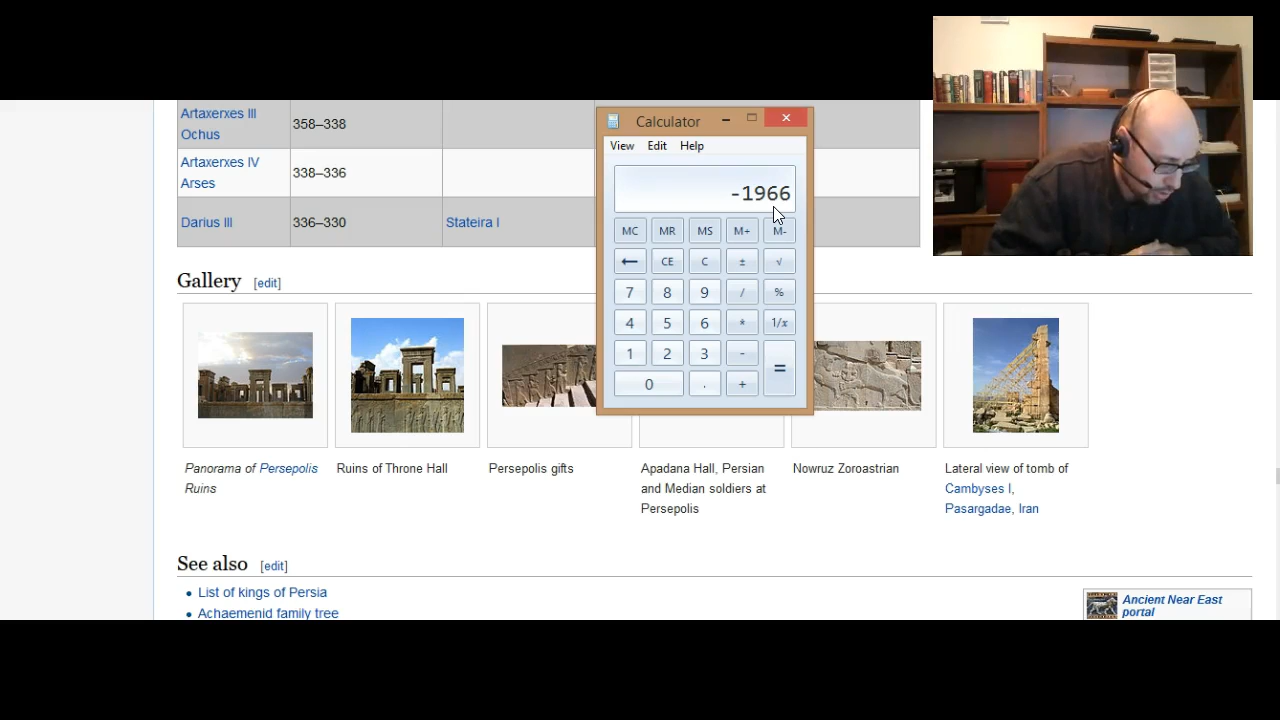 Artaxerxes III
Ochus
358–338
Artaxerxes IV
Arses
338–336
Darius III
336–330
Stateira I
Calculator
View Edit Help
-1966
MC MR MS M+ M-
← CE C ± √
7 8 9 / %
4 5 6 * 1/x
1 2 3 - =
0 . +
Gallery [edit]
Panorama of Persepolis
Ruins
Ruins of Throne Hall
Persepolis gifts
Apadana Hall, Persian
and Median soldiers at
Persepolis
Nowruz Zoroastrian
Lateral view of tomb of
Cambyses I,
Pasargadae, Iran
See also [edit]
• List of kings of Persia
• Achaemenid family tree
Ancient Near East
portal